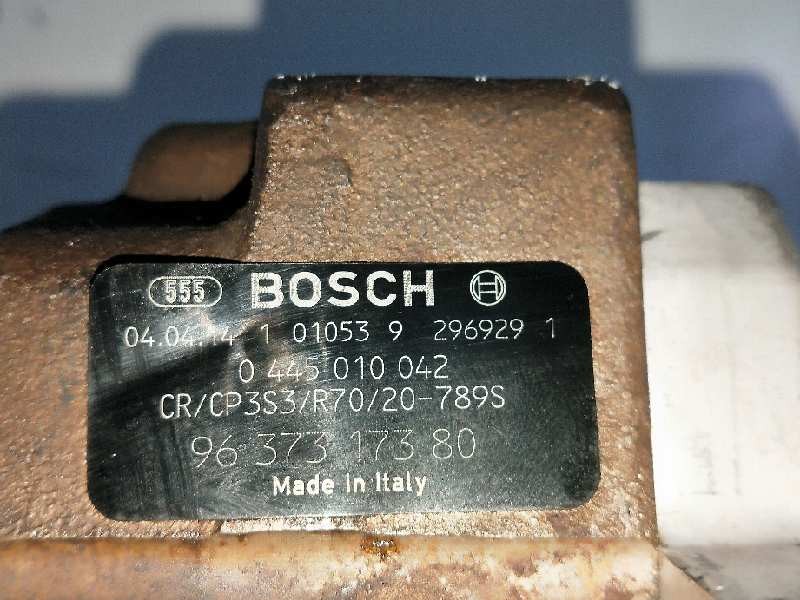 555 BOSCH
04.04.14 1 01053 9 296929 1
0 445 010 042
CR/CP3S3/R70/20-789S
96 373 173 80
Made in Italy